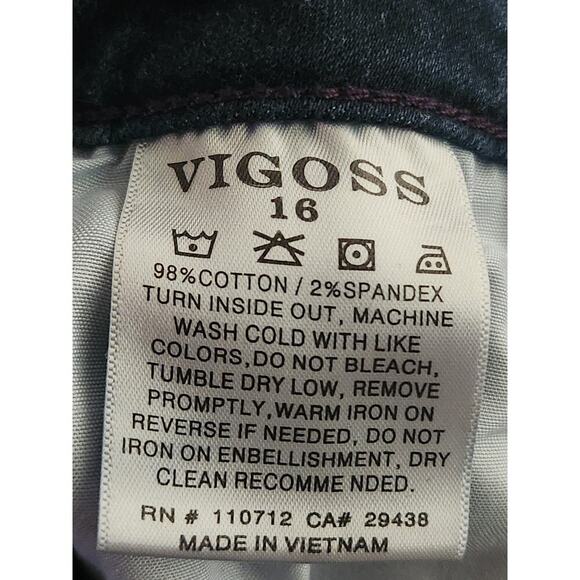 VIGOSS
16
98%COTTON / 2%SPANDEX
TURN INSIDE OUT, MACHINE
WASH COLD WITH LIKE
COLORS,DO NOT BLEACH,
TUMBLE DRY LOW, REMOVE
PROMPTLY,WARM IRON ON
REVERSE IF NEEDED, DO NOT
IRON ON ENBELLISHMENT, DRY
CLEAN RECOMME NDED.
RN # 110712 CA# 29438
MADE IN VIETNAM